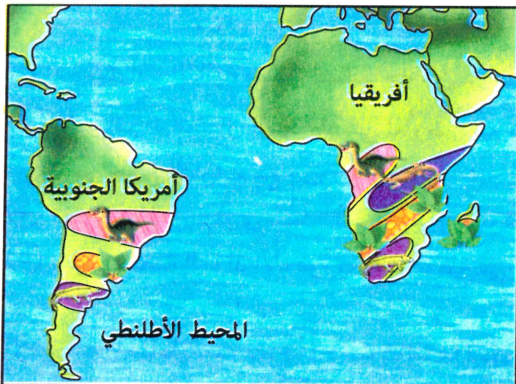 أفريقيا
أمريكا الجنوبية
المحيط الأطلنطي